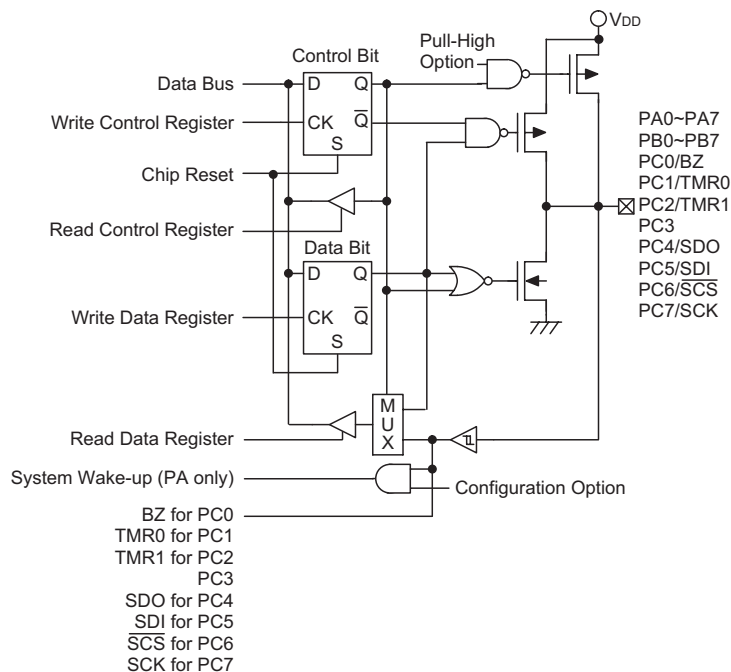 VDD
Control Bit
Pull-High
Option
Data Bus
D
Q
Write Control Register
CK
Q̅
S
Chip Reset
Read Control Register
Data Bit
D
Q
Write Data Register
CK
Q̅
S
M
U
X
Read Data Register
System Wake-up (PA only)
Configuration Option
PA0~PA7
PB0~PB7
PC0/BZ
PC1/TMR0
PC2/TMR1
PC3
PC4/SDO
PC5/SDI
PC6/S̅C̅S̅
PC7/SCK
BZ for PC0
TMR0 for PC1
TMR1 for PC2
PC3
SDO for PC4
SDI for PC5
S̅C̅S̅ for PC6
SCK for PC7